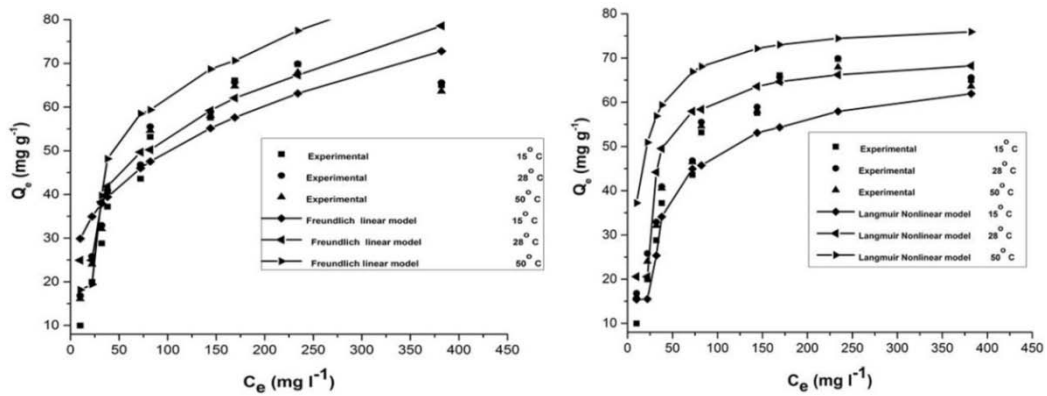 80
70
60
50
40
30
20
10
Qe (mg g-1)
Experimental 15°C
Experimental 28°C
Experimental 50°C
Freundlich linear model 15°C
Freundlich linear model 28°C
Freundlich linear model 50°C
0 50 100 150 200 250 300 350 400 450
Ce (mg l-1)
80
70
60
50
40
30
20
10
Qe (mg g-1)
Experimental 15°C
Experimental 28°C
Experimental 50°C
Langmuir Nonlinear model 15°C
Langmuir Nonlinear model 28°C
Langmuir Nonlinear model 50°C
0 50 100 150 200 250 300 350 400 450
Ce (mg l-1)